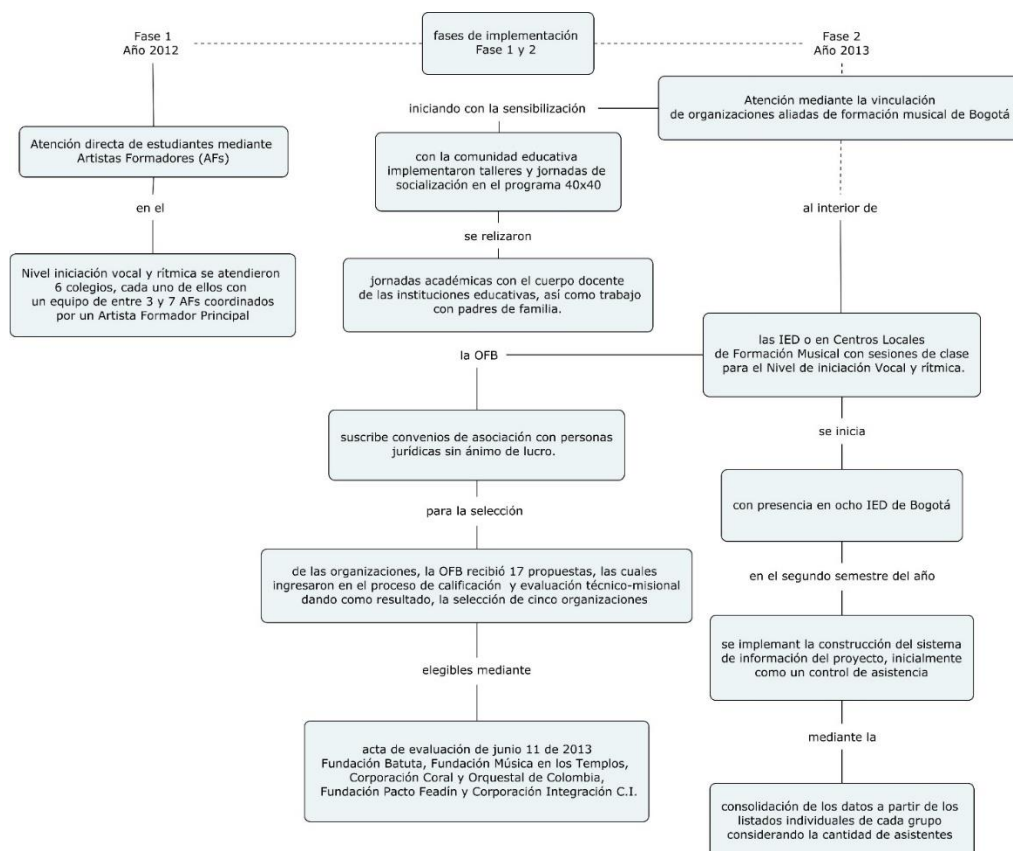 fases de implementación
Fase 1 y 2
Fase 1
Año 2012
Atención directa de estudiantes mediante
Artistas Formadores (AFs)
en el
Nivel iniciación vocal y rítmica se atendieron
6 colegios, cada uno de ellos con
un equipo de entre 3 y 7 AFs coordinados
por un Artista Formador Principal
Fase 2
Año 2013
Atención mediante la vinculación
de organizaciones aliadas de formación musical de Bogotá
iniciando con la sensibilización
con la comunidad educativa
implementaron talleres y jornadas de
socialización en el programa 40x40
se relizaron
jornadas académicas con el cuerpo docente
de las instituciones educativas, así como trabajo
con padres de familia.
al interior de
las IED o en Centros Locales
de Formación Musical con sesiones de clase
para el Nivel de iniciación Vocal y rítmica.
la OFB
suscribe convenios de asociación con personas
jurídicas sin ánimo de lucro.
para la selección
de las organizaciones, la OFB recibió 17 propuestas, las cuales
ingresaron en el proceso de calificación y evaluación técnico-misional
dando como resultado, la selección de cinco organizaciones
elegibles mediante
acta de evaluación de junio 11 de 2013
Fundación Batuta, Fundación Música en los Templos,
Corporación Coral y Orquestal de Colombia,
Fundación Pacto Feadín y Corporación Integración C.I.
se inicia
con presencia en ocho IED de Bogotá
en el segundo semestre del año
se implemant la construcción del sistema
de información del proyecto, inicialmente
como un control de asistencia
mediante la
consolidación de los datos a partir de los
listados individuales de cada grupo
considerando la cantidad de asistentes